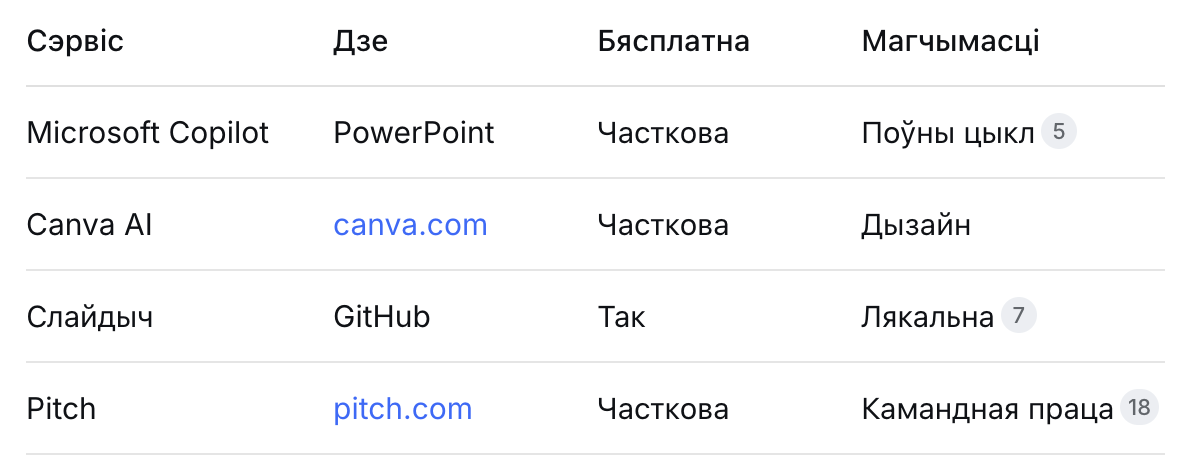 Сэрвіс Дзе Бясплатна Магчымасці
Microsoft Copilot PowerPoint Часткова Поўны цыкл 5
Canva AI canva.com Часткова Дызайн
Слайдыч GitHub Так Лякальна 7
Pitch pitch.com Часткова Камандная праца 18